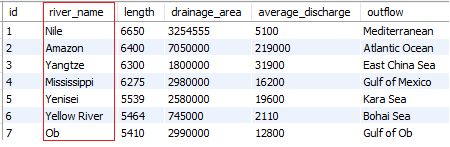 id river_name length drainage_area average_discharge outflow
1 Nile 6650 3254555 5100 Mediterranean
2 Amazon 6400 7050000 219000 Atlantic Ocean
3 Yangtze 6300 1800000 31900 East China Sea
4 Mississippi 6275 2980000 16200 Gulf of Mexico
5 Yenisei 5539 2580000 19600 Kara Sea
6 Yellow River 5464 745000 2110 Bohai Sea
7 Ob 5410 2990000 12800 Gulf of Ob